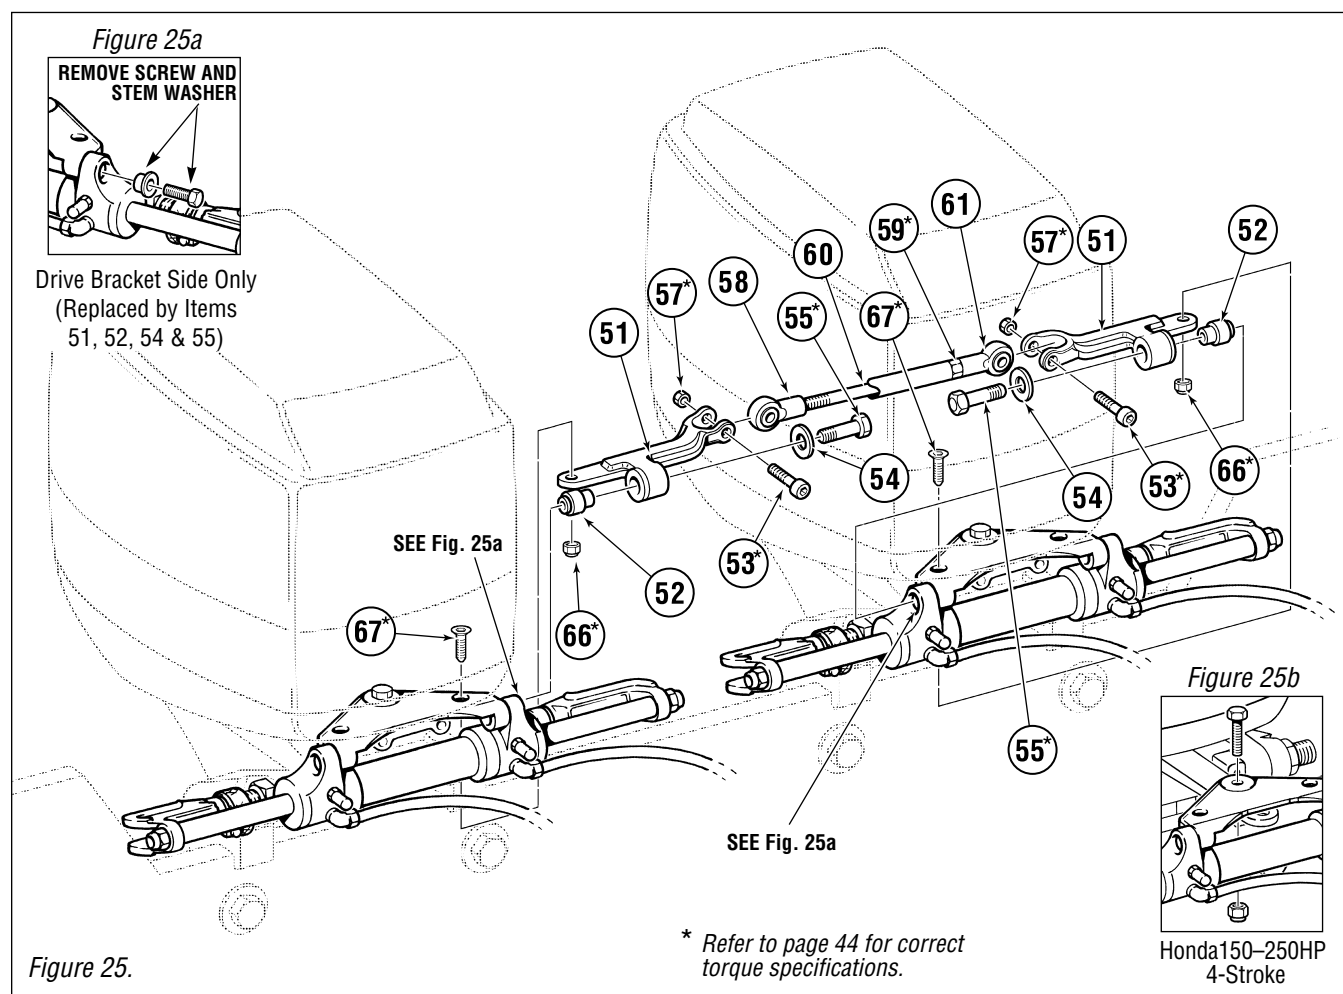 Figure 25a
REMOVE SCREW AND
STEM WASHER
Drive Bracket Side Only
(Replaced by Items
51, 52, 54 & 55)
61
59*
57*
51
52
60
58
55*
67*
57*
51
54
54
53*
66*
53*
52
66*
SEE Fig. 25a
67*
55*
SEE Fig. 25a
Figure 25b
Honda150–250HP
4-Stroke
* Refer to page 44 for correct
torque specifications.
Figure 25.